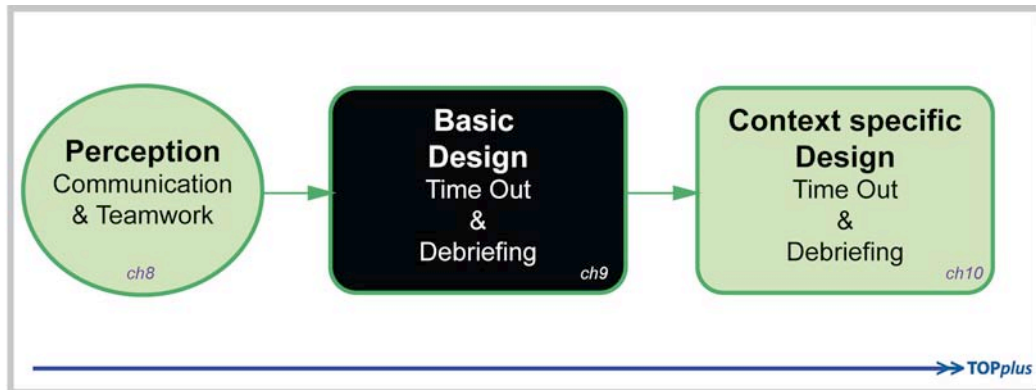 Perception
Communication
& Teamwork
ch8
Basic
Design
Time Out
&
Debriefing
ch9
Context specific
Design
Time Out
&
Debriefing
ch10
TOPplus